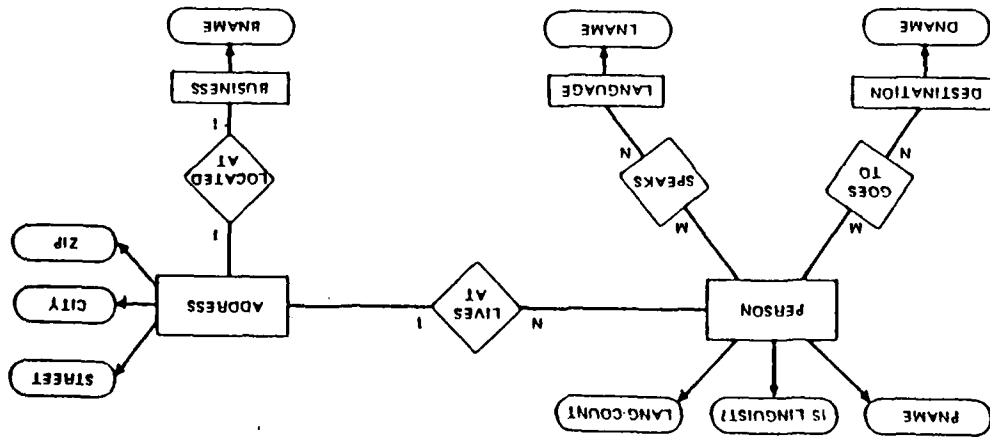 PNAME
IS LINGUIST?
LANG-COUNT
STREET
PERSON
N
LIVES
AT
1
ADDRESS
CITY
ZIP
M
M
1
GOES
TO
SPEAKS
LOCATED
AT
N
N
1
DESTINATION
LANGUAGE
BUSINESS
DNAME
LNAME
BNAME